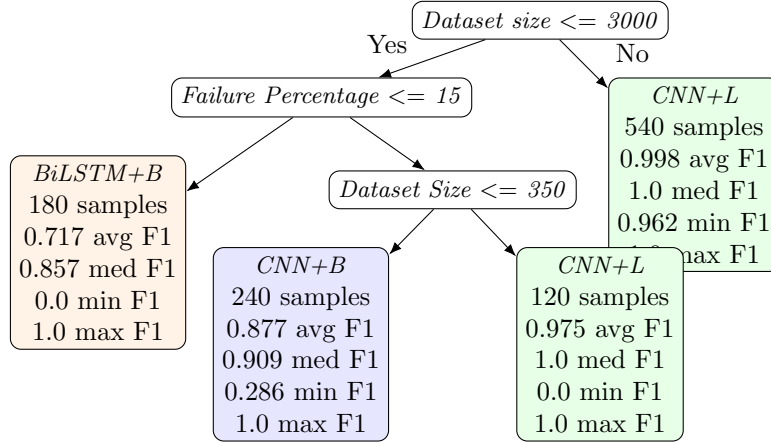 Dataset size <= 3000
Yes
No
Failure Percentage <= 15
CNN+L
540 samples
0.998 avg F1
1.0 med F1
0.962 min F1
max F1
BiLSTM+B
180 samples
0.717 avg F1
0.857 med F1
0.0 min F1
1.0 max F1
Dataset Size <= 350
CNN+B
240 samples
0.877 avg F1
0.909 med F1
0.286 min F1
1.0 max F1
CNN+L
120 samples
0.975 avg F1
1.0 med F1
0.0 min F1
1.0 max F1